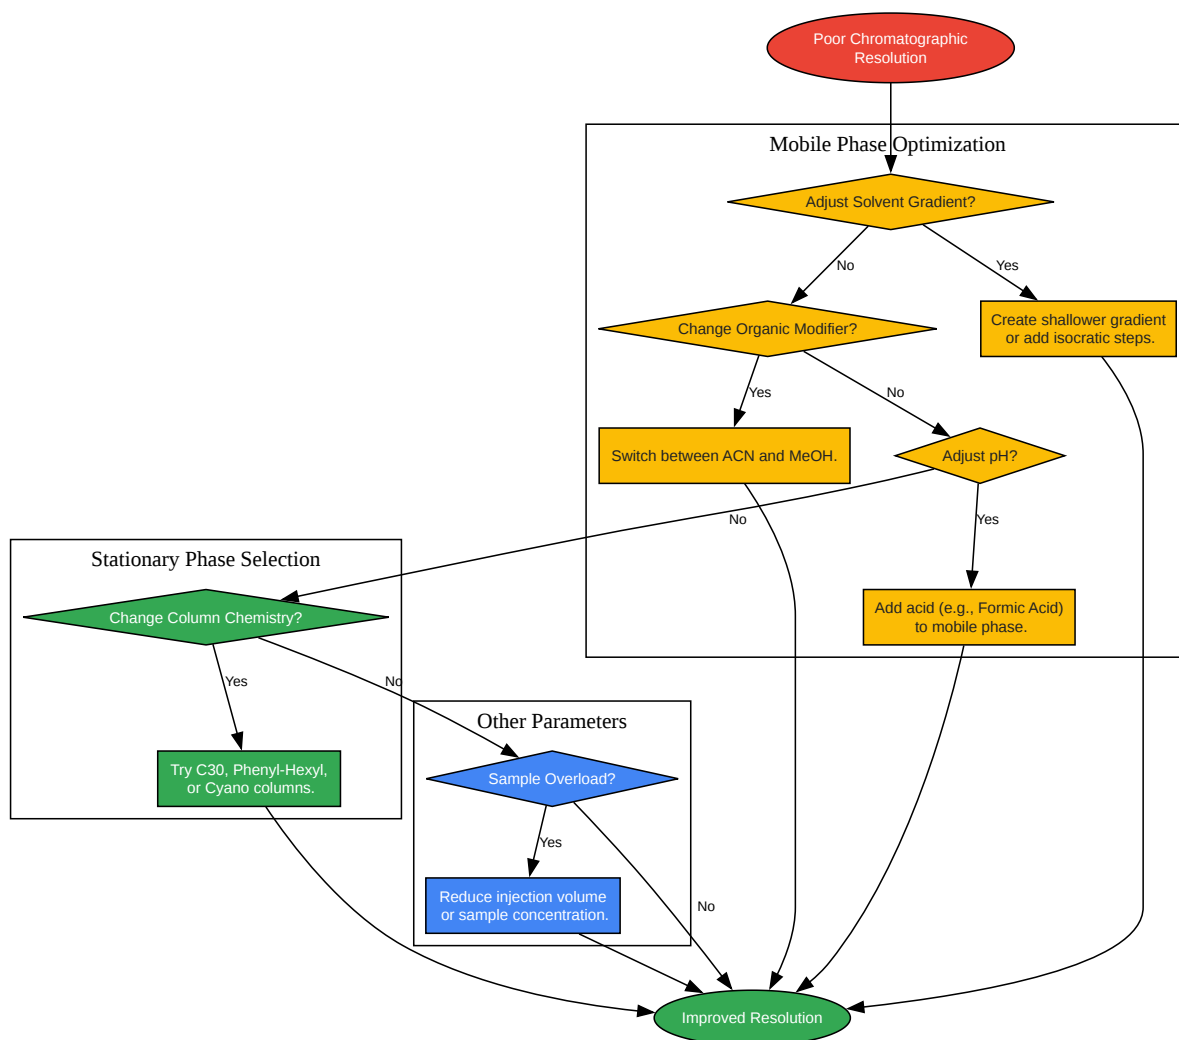 Poor Chromatographic
Resolution
Mobile Phase Optimization
Adjust Solvent Gradient?
No
Yes
Change Organic Modifier?
Create shallower gradient
or add isocratic steps.
Yes
No
Switch between ACN and MeOH.
Adjust pH?
No
Yes
Stationary Phase Selection
Change Column Chemistry?
Add acid (e.g., Formic Acid)
to mobile phase.
Yes
No
Other Parameters
Try C30, Phenyl-Hexyl,
or Cyano columns.
Sample Overload?
Yes
No
Reduce injection volume
or sample concentration.
Improved Resolution